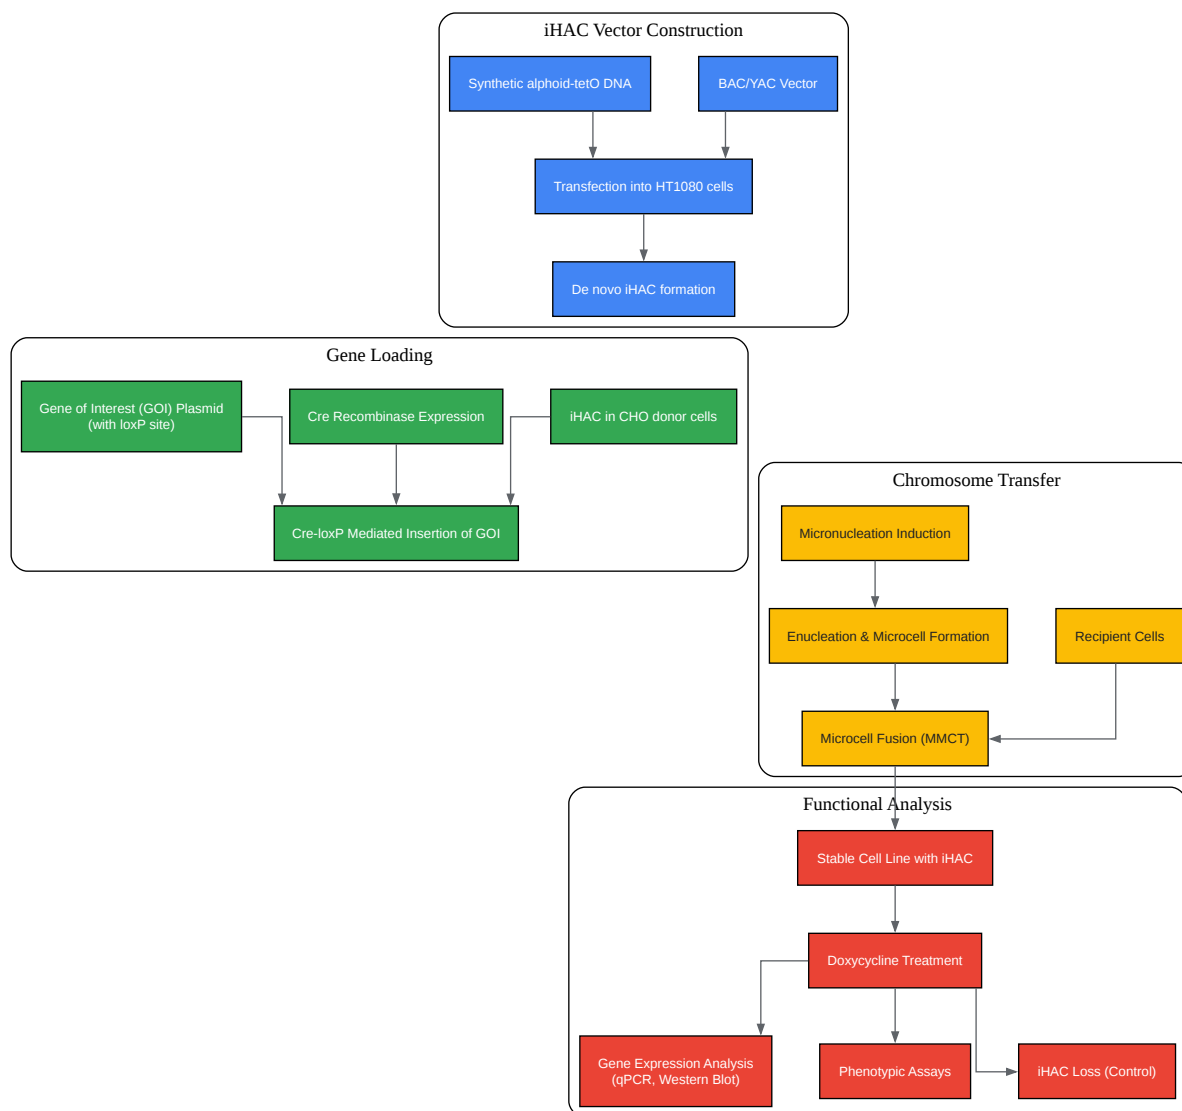 iHAC Vector Construction
Synthetic alphoid-tetO DNA
BAC/YAC Vector
Transfection into HT1080 cells
De novo iHAC formation
Gene Loading
Gene of Interest (GOI) Plasmid
(with loxP site)
Cre Recombinase Expression
iHAC in CHO donor cells
Cre-loxP Mediated Insertion of GOI
Chromosome Transfer
Micronucleation Induction
Enucleation & Microcell Formation
Recipient Cells
Microcell Fusion (MMCT)
Functional Analysis
Stable Cell Line with iHAC
Doxycycline Treatment
Gene Expression Analysis
(qPCR, Western Blot)
Phenotypic Assays
iHAC Loss (Control)